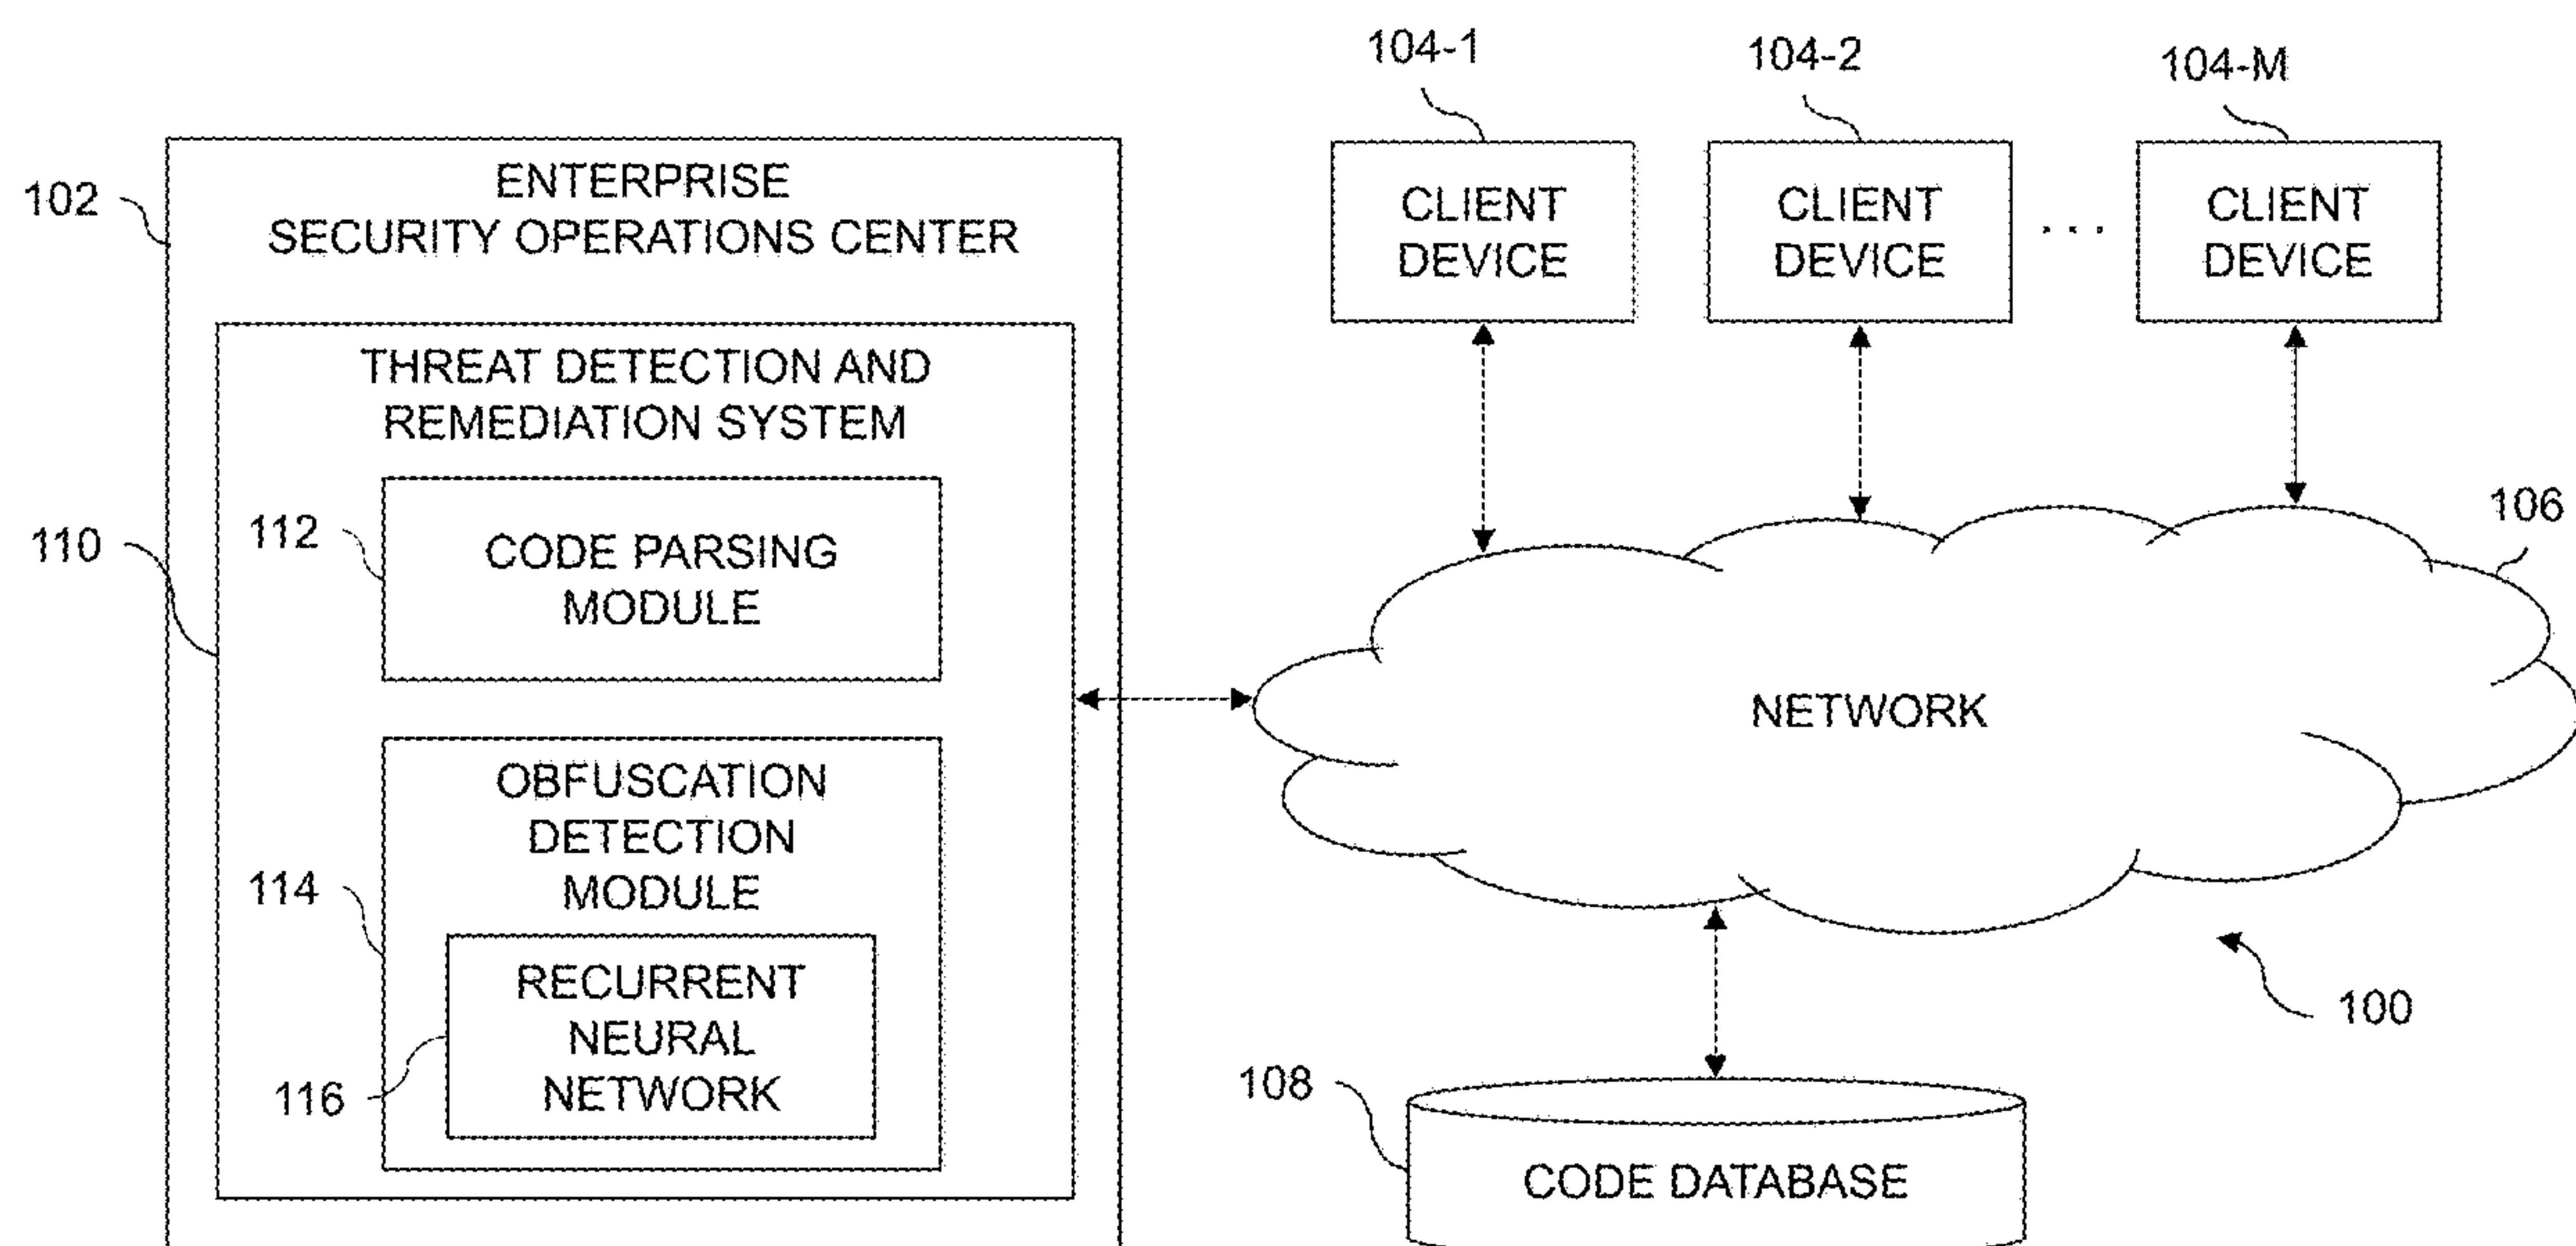 104-1
104-2
104-M
102
ENTERPRISE
SECURITY OPERATIONS CENTER
CLIENT
DEVICE
CLIENT
DEVICE
. . .
CLIENT
DEVICE
110
THREAT DETECTION AND
REMEDIATION SYSTEM
112
CODE PARSING
MODULE
106
NETWORK
114
OBFUSCATION
DETECTION
MODULE
116
RECURRENT
NEURAL
NETWORK
100
108
CODE DATABASE